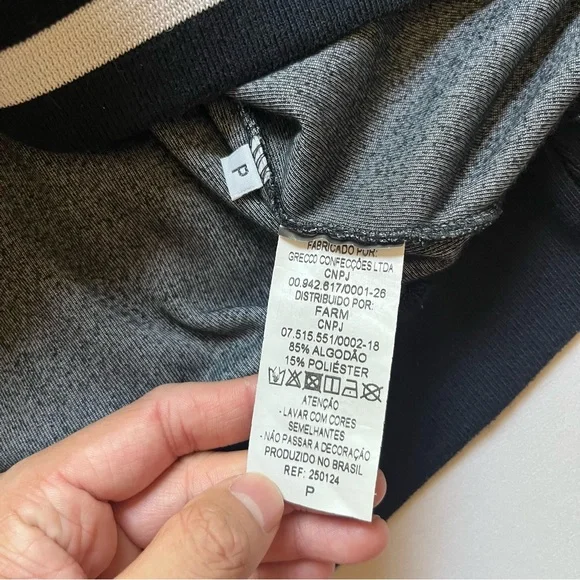 P
FABRICADO POR:
GRECCO CONFECÇÕES LTDA
CNPJ
00.942.617/0001-26
DISTRIBUIDO POR:
FARM
CNPJ
07.515.551/0002-18
85% ALGODÃO
15% POLIÉSTER
ATENÇÃO
- LAVAR COM CORES
SEMELHANTES
- NÃO PASSAR A DECORAÇÃO
PRODUZIDO NO BRASIL
REF: 250124
P